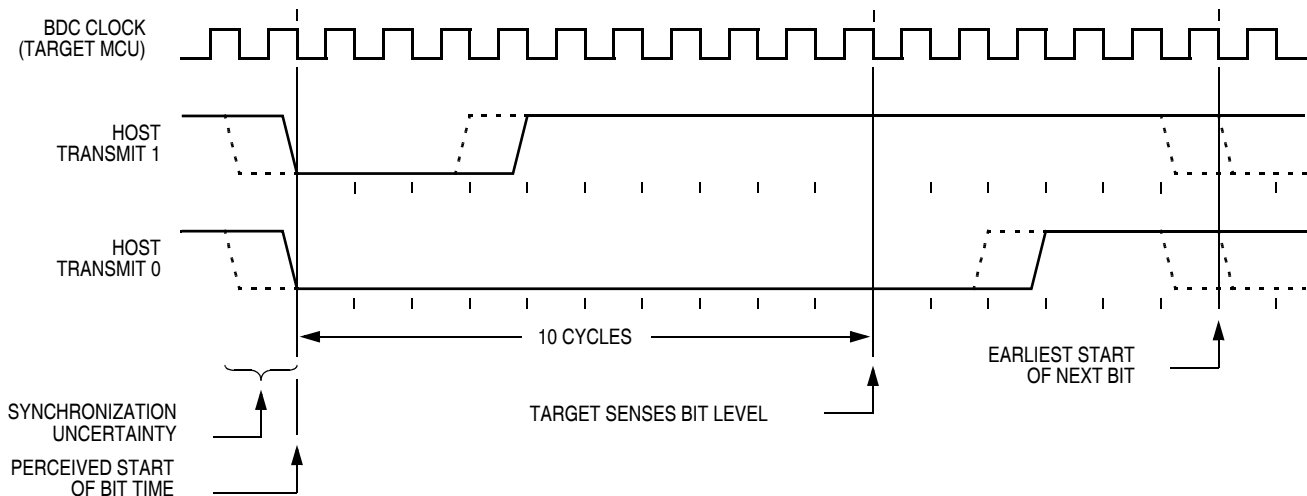 BDC CLOCK
(TARGET MCU)
HOST
TRANSMIT 1
HOST
TRANSMIT 0
10 CYCLES
EARLIEST START
OF NEXT BIT
SYNCHRONIZATION
UNCERTAINTY
TARGET SENSES BIT LEVEL
PERCEIVED START
OF BIT TIME